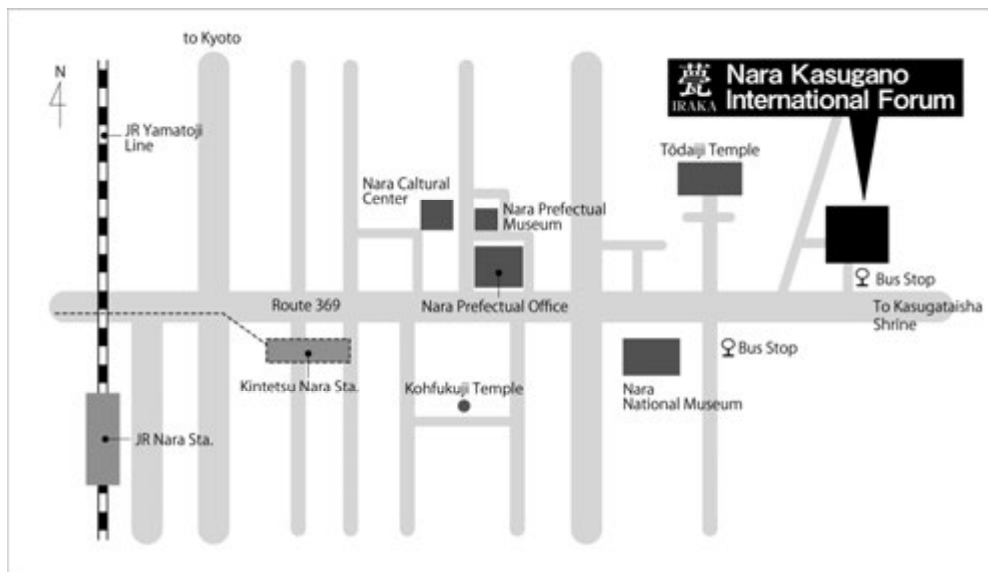 to Kyoto
N
JR Yamatoji
Line
甍
IRAKA
Nara Kasugano
International Forum
Tôdaiji Temple
Nara Caltural
Center
Nara Prefectual
Museum
Bus Stop
Route 369
Nara Prefectual Office
To Kasugataisha
Shrine
Bus Stop
Kintetsu Nara Sta.
Kohfukuji Temple
Nara
National Museum
JR Nara Sta.